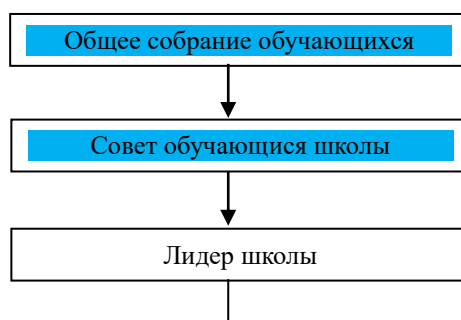 Общее собрание обучающихся
Совет обучающися школы
Лидер школы